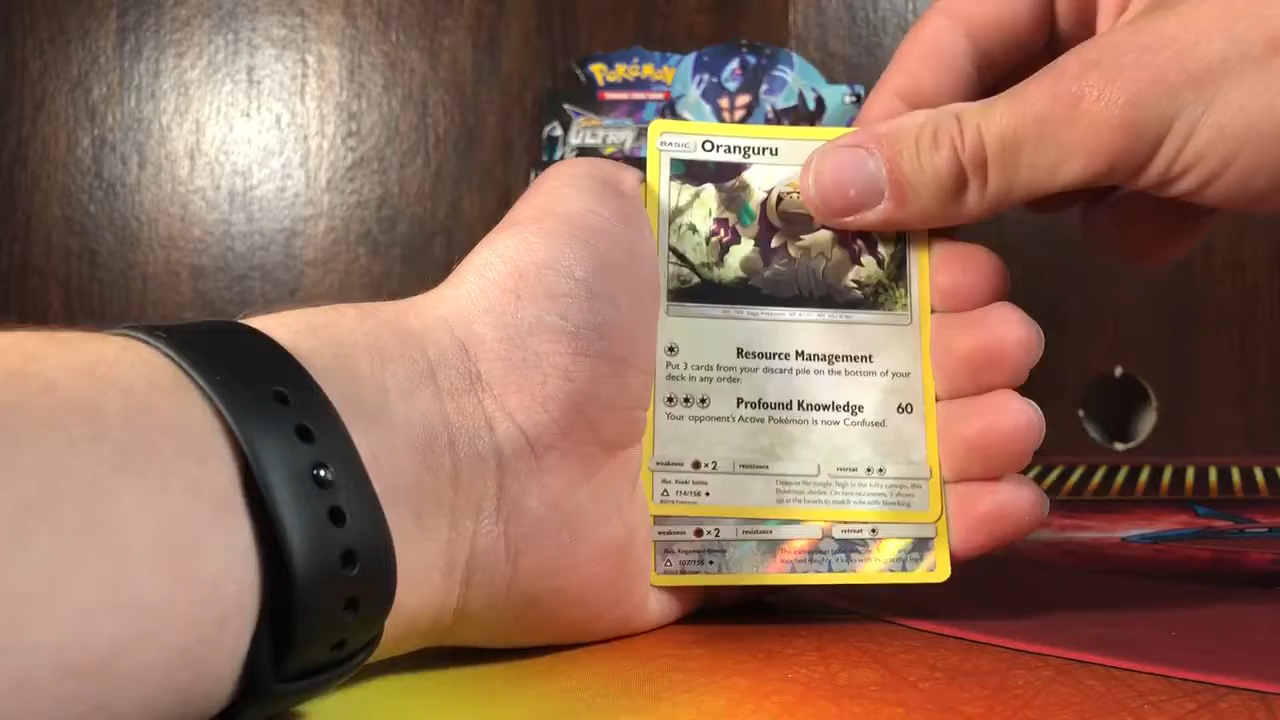 POKÉMON
ULTRA
BASIC Oranguru
Resource Management
Put 3 cards from your discard pile on the bottom of your
deck in any order.
Profound Knowledge 60
Your opponent's Active Pokémon is now Confused.
weakness ×2 resistance retreat
114/156
weakness ×2 resistance retreat
107/156